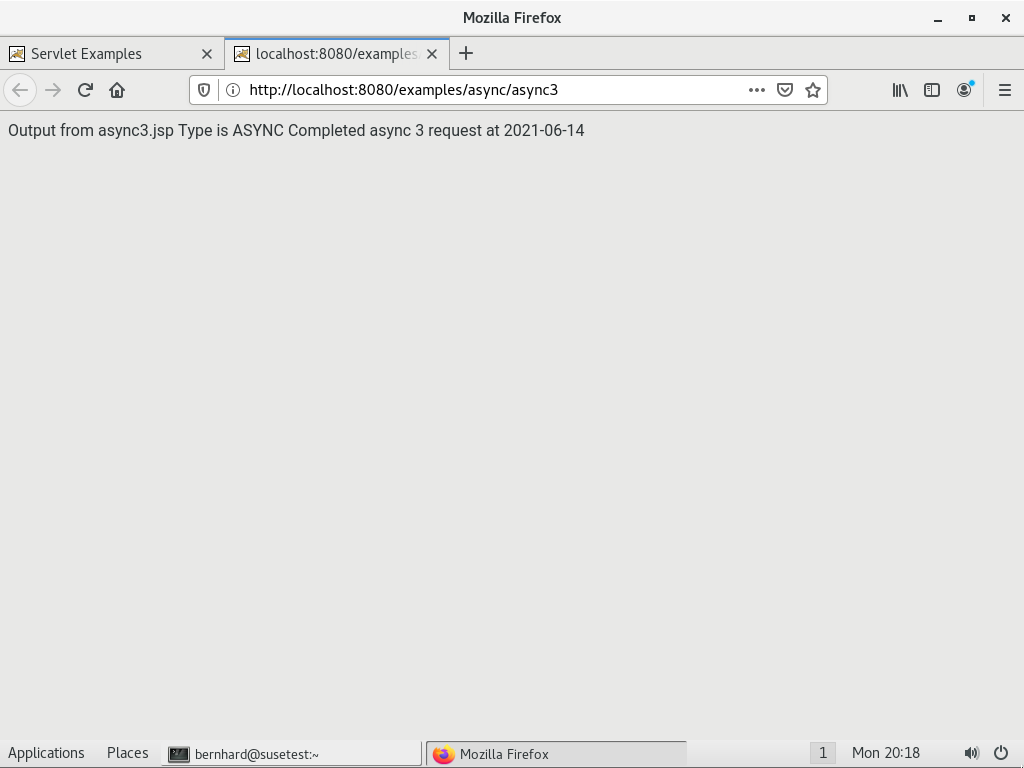 Mozilla Firefox
Servlet Examples
localhost:8080/examples
http://localhost:8080/examples/async/async3
Output from async3.jsp Type is ASYNC Completed async 3 request at 2021-06-14
Applications Places bernhard@susetest:~ Mozilla Firefox 1 Mon 20:18